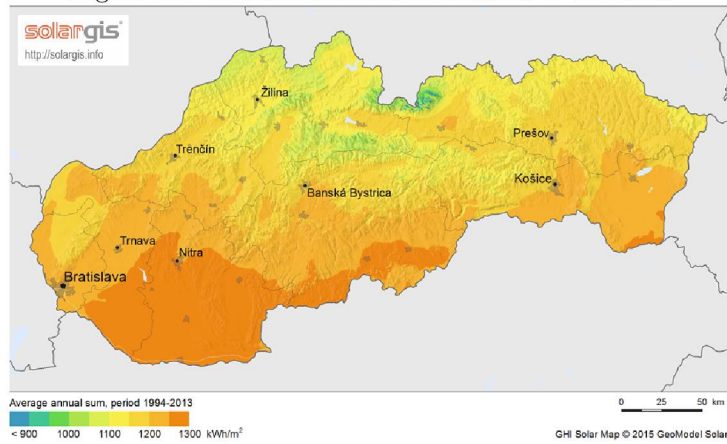 solargis
http://solargis.info
Žilina
Prešov
Trenčín
Košice
Banská Bystrica
Trnava
Nitra
Bratislava
Average annual sum, period 1994-2013
0 25 50 km
< 900 1000 1100 1200 1300 kWh/m²
GHI Solar Map © 2015 GeoModel Solar